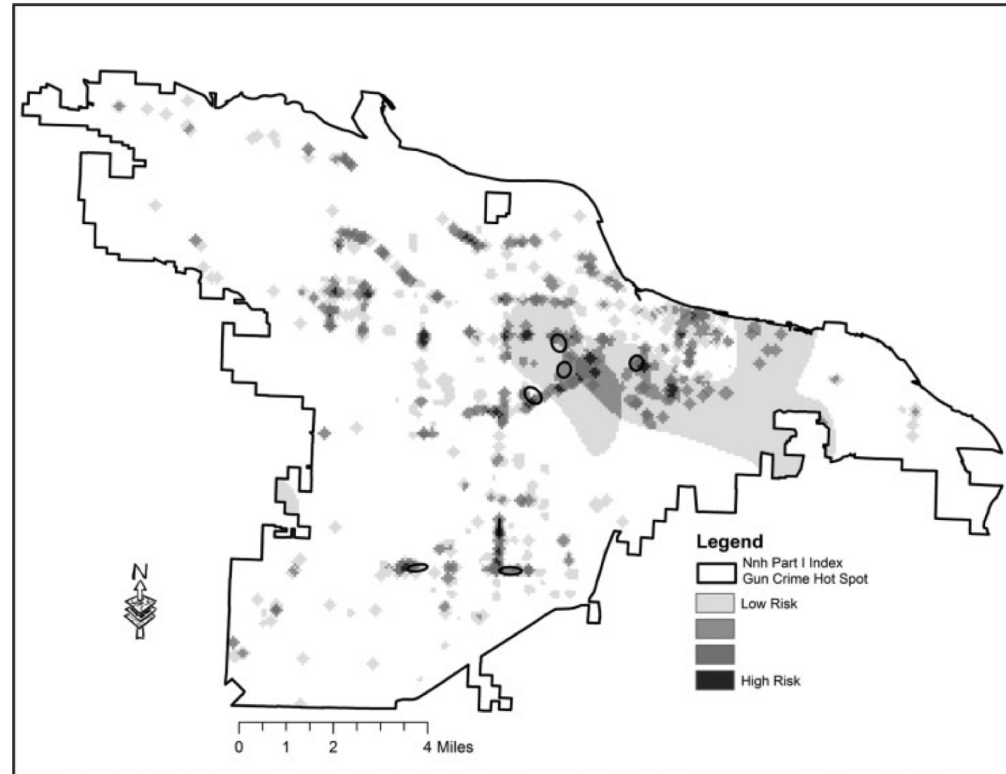 N
Legend
Nnh Part I Index
Gun Crime Hot Spot
Low Risk
High Risk
0 1 2 4 Miles